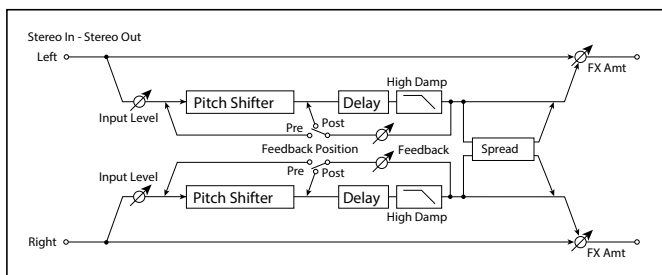 Stereo In - Stereo Out
Left
FX Amt
High Damp
Input Level
Pitch Shifter
Delay
Pre
Post
Feedback Position
Feedback
Spread
Input Level
Pre
Post
Pitch Shifter
Delay
High Damp
Right
FX Amt